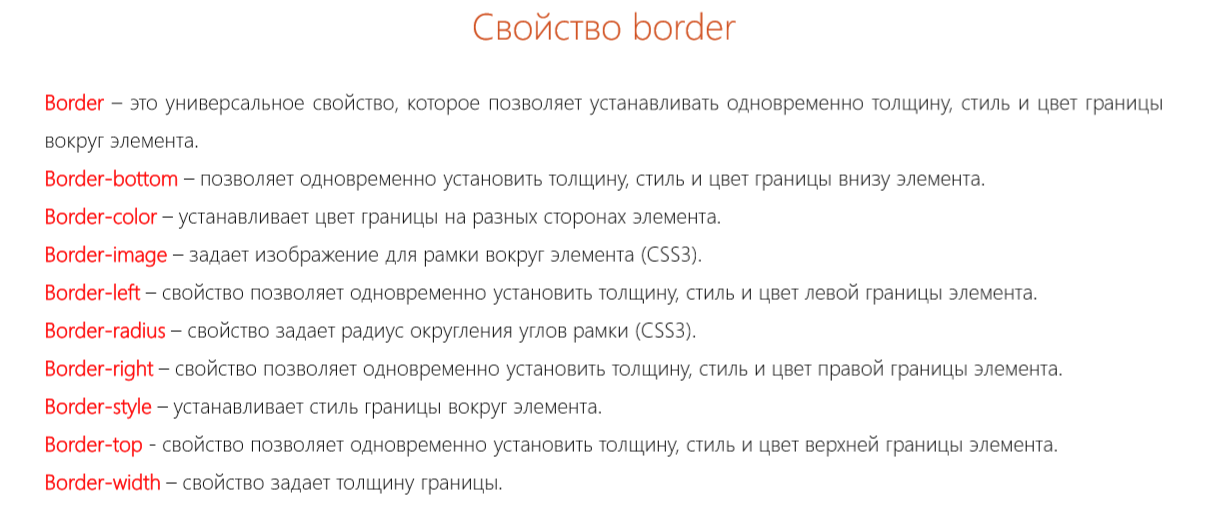 Свойство border
Border – это универсальное свойство, которое позволяет устанавливать одновременно толщину, стиль и цвет границы
вокруг элемента.
Border-bottom – позволяет одновременно установить толщину, стиль и цвет границы внизу элемента.
Border-color – устанавливает цвет границы на разных сторонах элемента.
Border-image – задает изображение для рамки вокруг элемента (CSS3).
Border-left – свойство позволяет одновременно установить толщину, стиль и цвет левой границы элемента.
Border-radius – свойство задает радиус округления углов рамки (CSS3).
Border-right – свойство позволяет одновременно установить толщину, стиль и цвет правой границы элемента.
Border-style – устанавливает стиль границы вокруг элемента.
Border-top - свойство позволяет одновременно установить толщину, стиль и цвет верхней границы элемента.
Border-width – свойство задает толщину границы.